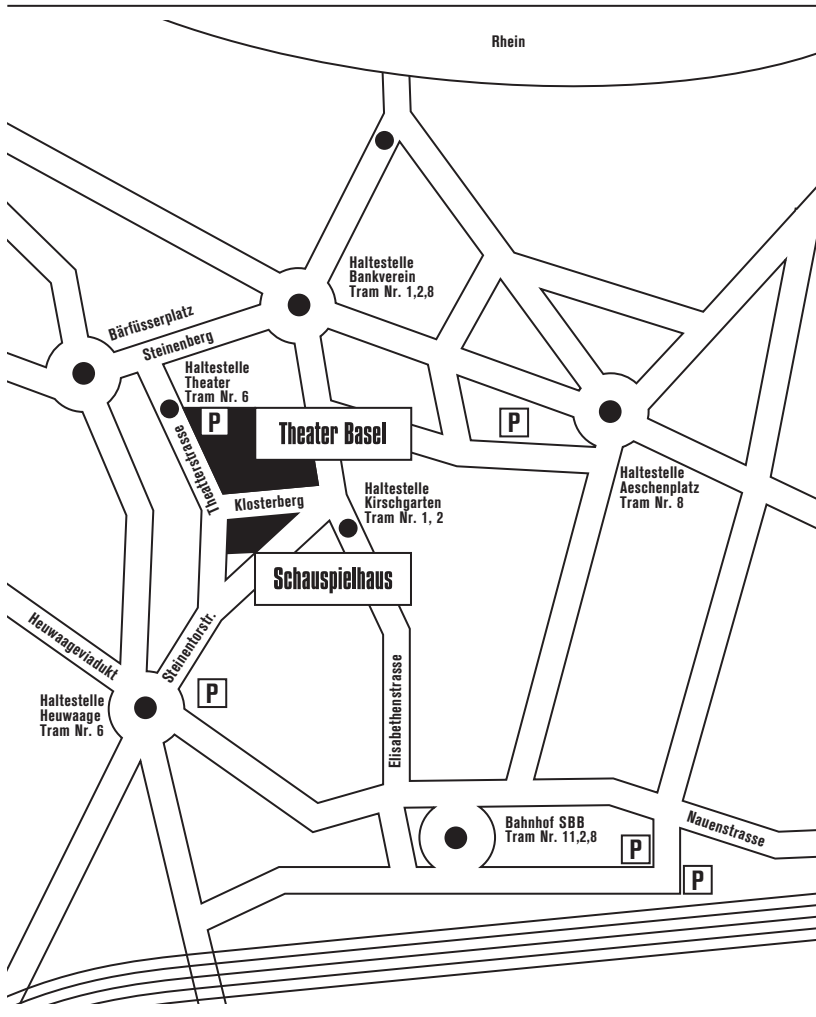 Rhein
Haltestelle
Bankverein
Tram Nr. 1,2,8
Bärfüsserplatz
Steinenberg
Haltestelle
Theater
Tram Nr. 6
P
Theater Basel
P
Theatterstrasse
Klosterberg
Haltestelle
Kirschgarten
Tram Nr. 1, 2
Haltestelle
Aeschenplatz
Tram Nr. 8
Schauspielhaus
Heuwaageviadukt
Steinentorstr.
Elisabethenstrasse
P
Haltestelle
Heuwaage
Tram Nr. 6
Bahnhof SBB
Tram Nr. 11,2,8
Nauenstrasse
P
P